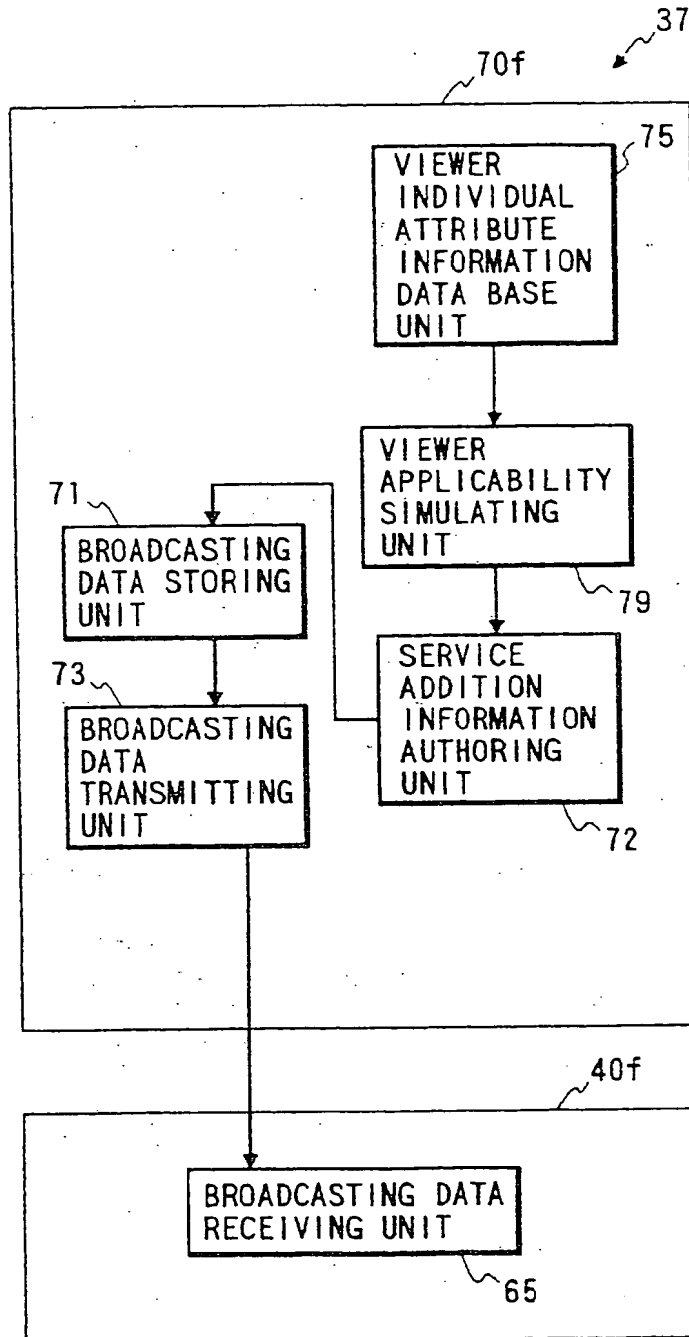 37
70f
75
VIEWER
INDIVIDUAL
ATTRIBUTE
INFORMATION
DATA BASE
UNIT
VIEWER
APPLICABILITY
SIMULATING
UNIT
79
71
BROADCASTING
DATA STORING
UNIT
SERVICE
ADDITION
INFORMATION
AUTHORING
UNIT
72
73
BROADCASTING
DATA
TRANSMITTING
UNIT
40f
BROADCASTING DATA
RECEIVING UNIT
65